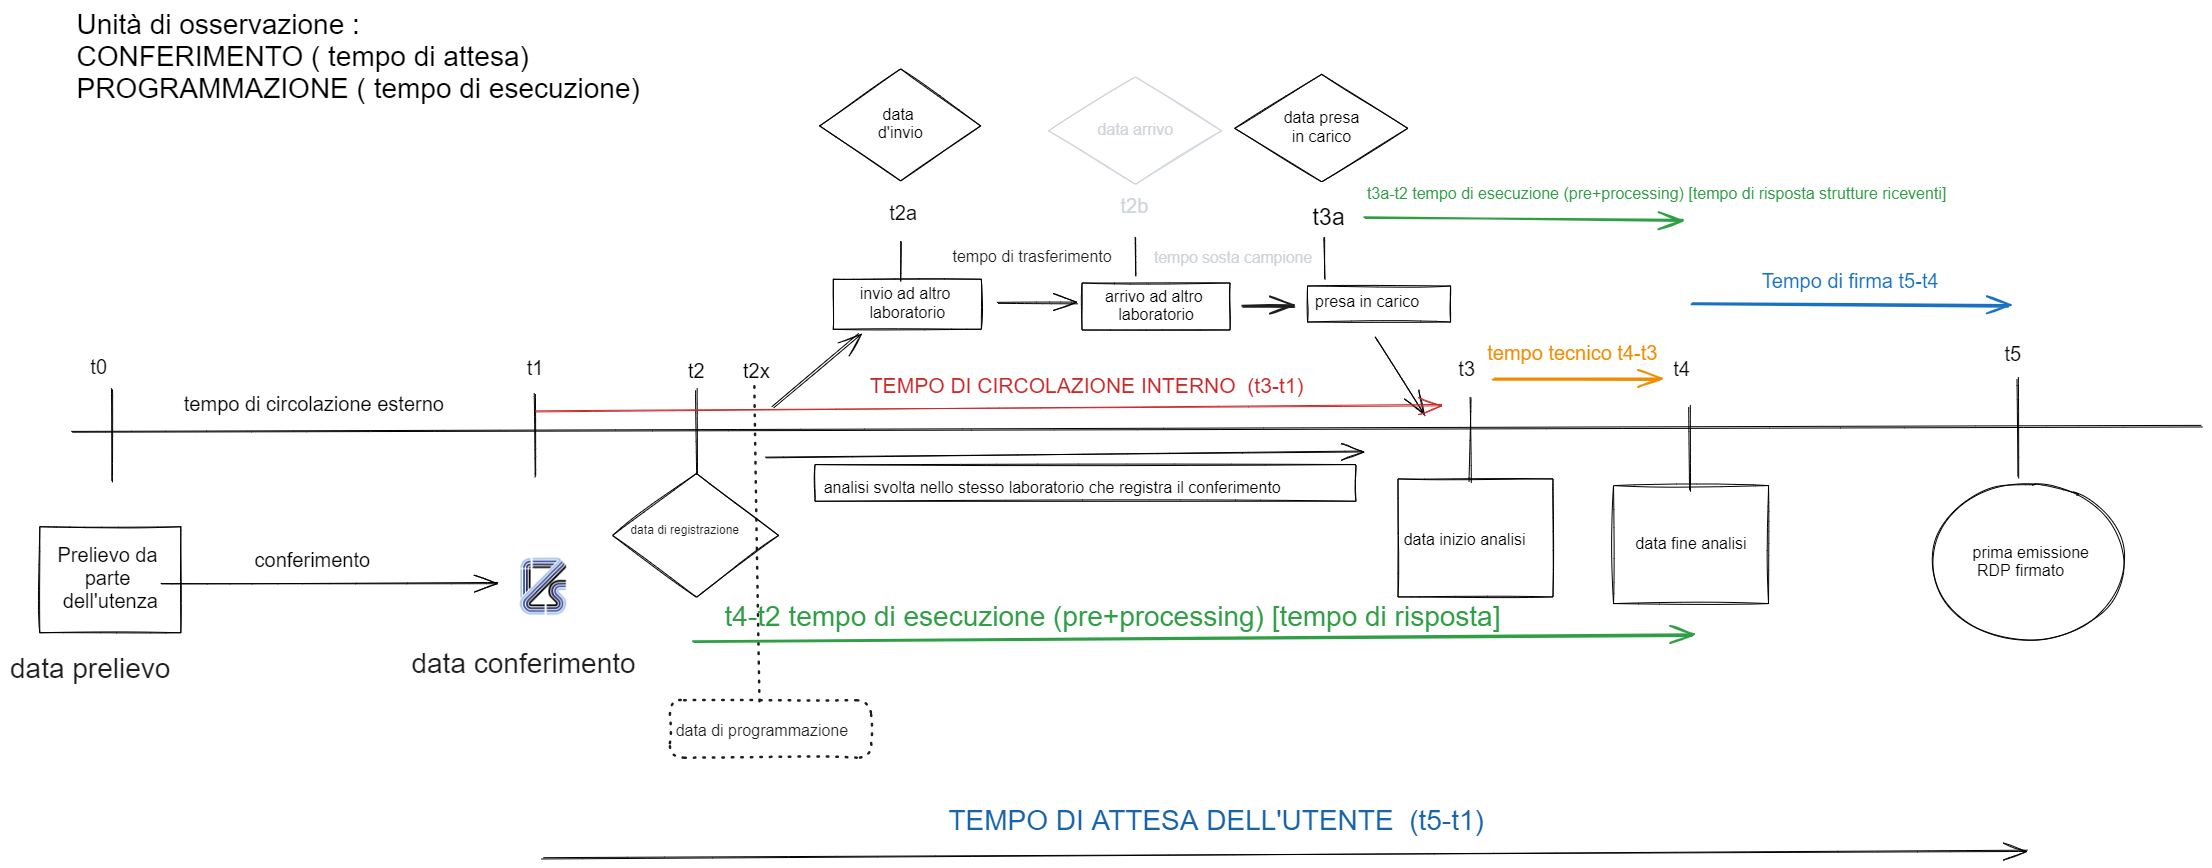 Unità di osservazione :
CONFERIMENTO ( tempo di attesa)
PROGRAMMAZIONE ( tempo di esecuzione)
data
d'invio
data arrivo
data presa
in carico
t2a
t2b
t3a
t3a-t2 tempo di esecuzione (pre+processing) [tempo di risposta strutture riceventi]
tempo di trasferimento
tempo sosta campione
invio ad altro
laboratorio
arrivo ad altro
laboratorio
presa in carico
Tempo di firma t5-t4
t0
t1
t2
t2x
t3
tempo tecnico t4-t3
t4
t5
TEMPO DI CIRCOLAZIONE INTERNO (t3-t1)
tempo di circolazione esterno
analisi svolta nello stesso laboratorio che registra il conferimento
data di registrazione
data inizio analisi
data fine analisi
prima emissione
RDP firmato
Prelievo da
parte
dell'utenza
conferimento
IZS
t4-t2 tempo di esecuzione (pre+processing) [tempo di risposta]
data prelievo
data conferimento
data di programmazione
TEMPO DI ATTESA DELL'UTENTE (t5-t1)